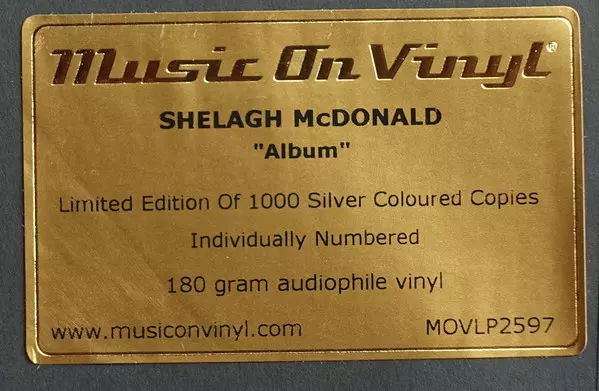 Music On Vinyl®
SHELAGH McDONALD
"Album"
Limited Edition Of 1000 Silver Coloured Copies
Individually Numbered
180 gram audiophile vinyl
www.musiconvinyl.com MOVLP2597